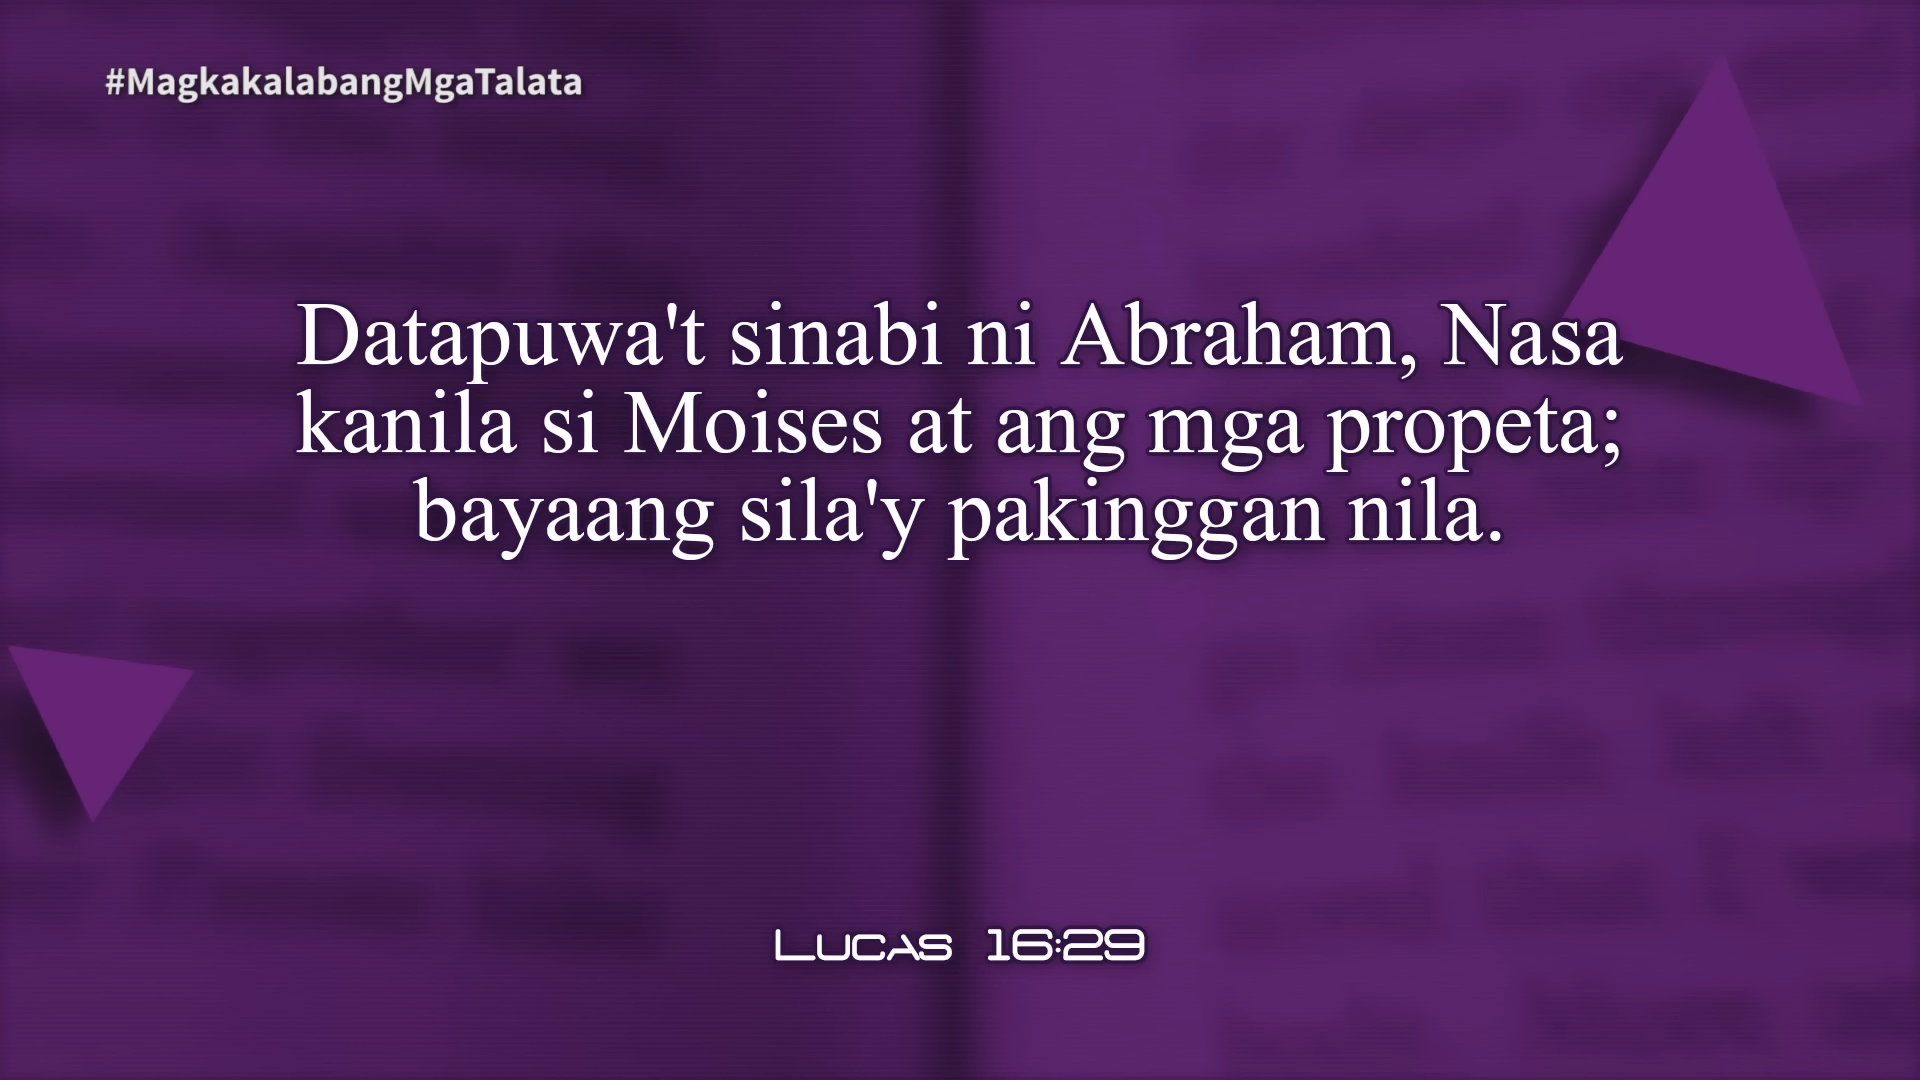 #MagkakalabangMgaTalata
Datapuwa't sinabi ni Abraham, Nasa
kanila si Moises at ang mga propeta;
bayaang sila'y pakinggan nila.
Lucas 16:29